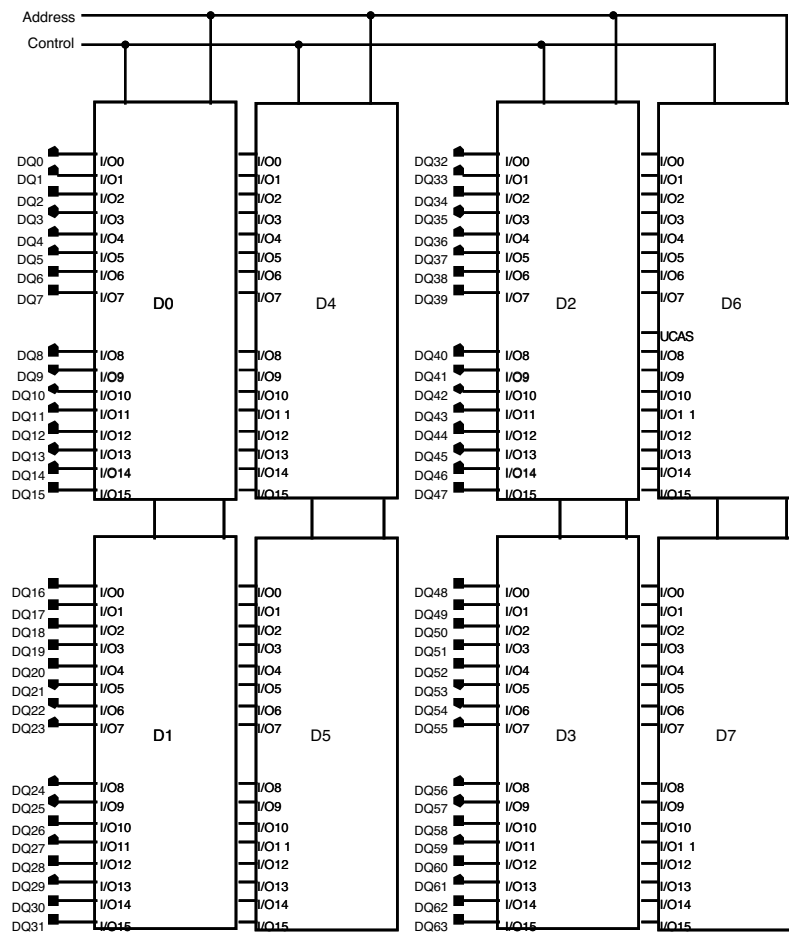 Address
Control
DQ0 I/O0 I/O0 DQ32 I/O0 I/O0
DQ1 I/O1 I/O1 DQ33 I/O1 I/O1
DQ2 I/O2 I/O2 DQ34 I/O2 I/O2
DQ3 I/O3 I/O3 DQ35 I/O3 I/O3
DQ4 I/O4 I/O4 DQ36 I/O4 I/O4
DQ5 I/O5 I/O5 DQ37 I/O5 I/O5
DQ6 I/O6 I/O6 DQ38 I/O6 I/O6
DQ7 I/O7 I/O7 DQ39 I/O7 I/O7
D0 D4 D2 D6
UCAS
DQ8 I/O8 I/O8 DQ40 I/O8 I/O8
DQ9 I/O9 I/O9 DQ41 I/O9 I/O9
DQ10 I/O10 I/O10 DQ42 I/O10 I/O10
DQ11 I/O11 I/O1 1 DQ43 I/O11 I/O1 1
DQ12 I/O12 I/O12 DQ44 I/O12 I/O12
DQ13 I/O13 I/O13 DQ45 I/O13 I/O13
DQ14 I/O14 I/O14 DQ46 I/O14 I/O14
DQ15 I/O15 I/O15 DQ47 I/O15 I/O15
DQ16 I/O0 I/O0 DQ48 I/O0 I/O0
DQ17 I/O1 I/O1 DQ49 I/O1 I/O1
DQ18 I/O2 I/O2 DQ50 I/O2 I/O2
DQ19 I/O3 I/O3 DQ51 I/O3 I/O3
DQ20 I/O4 I/O4 DQ52 I/O4 I/O4
DQ21 I/O5 I/O5 DQ53 I/O5 I/O5
DQ22 I/O6 I/O6 DQ54 I/O6 I/O6
DQ23 I/O7 I/O7 DQ55 I/O7 I/O7
D1 D5 D3 D7
DQ24 I/O8 I/O8 DQ56 I/O8 I/O8
DQ25 I/O9 I/O9 DQ57 I/O9 I/O9
DQ26 I/O10 I/O10 DQ58 I/O10 I/O10
DQ27 I/O11 I/O1 1 DQ59 I/O11 I/O1 1
DQ28 I/O12 I/O12 DQ60 I/O12 I/O12
DQ29 I/O13 I/O13 DQ61 I/O13 I/O13
DQ30 I/O14 I/O14 DQ62 I/O14 I/O14
DQ31 I/O15 I/O15 DQ63 I/O15 I/O15